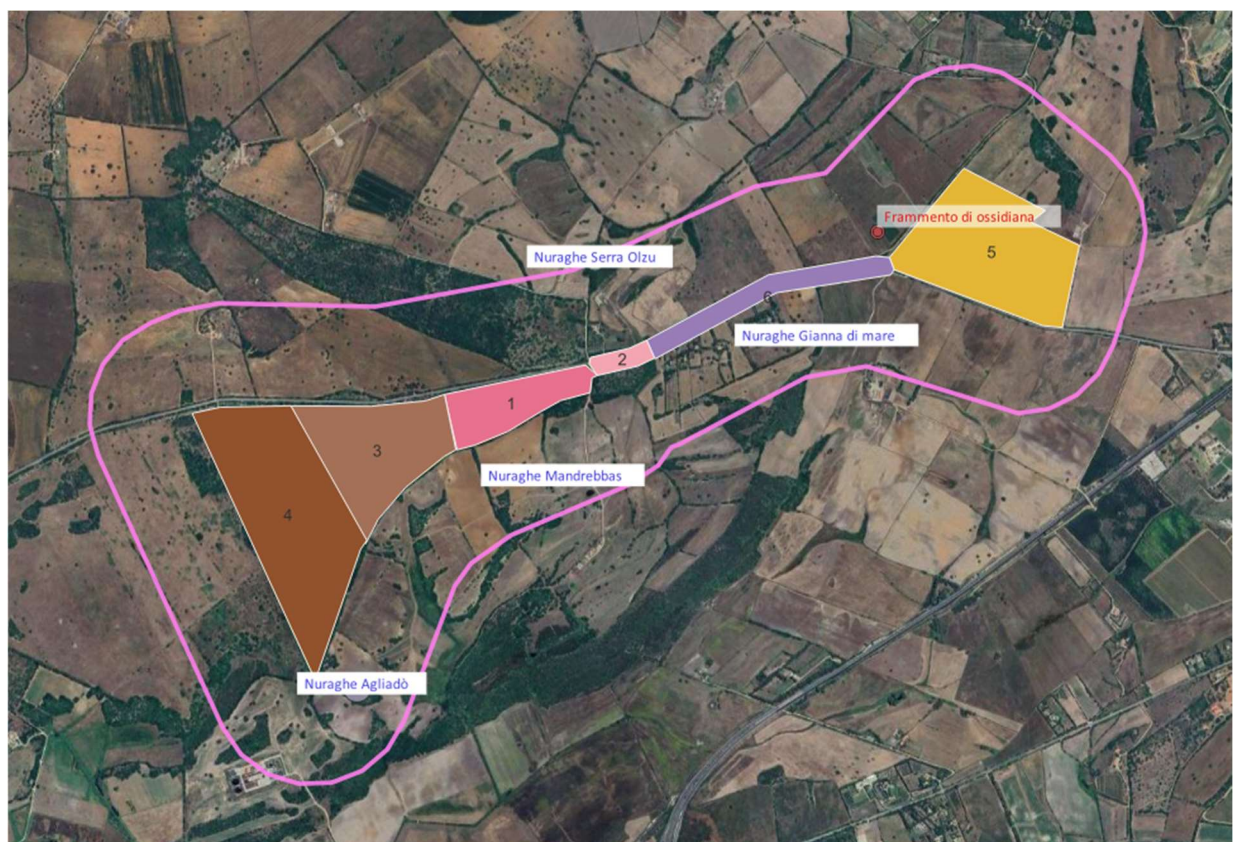 Frammento di ossidiana
5
Nuraghe Serra Olzu
6
Nuraghe Gianna di mare
2
1
3
Nuraghe Mandrebbas
4
Nuraghe Agliadò